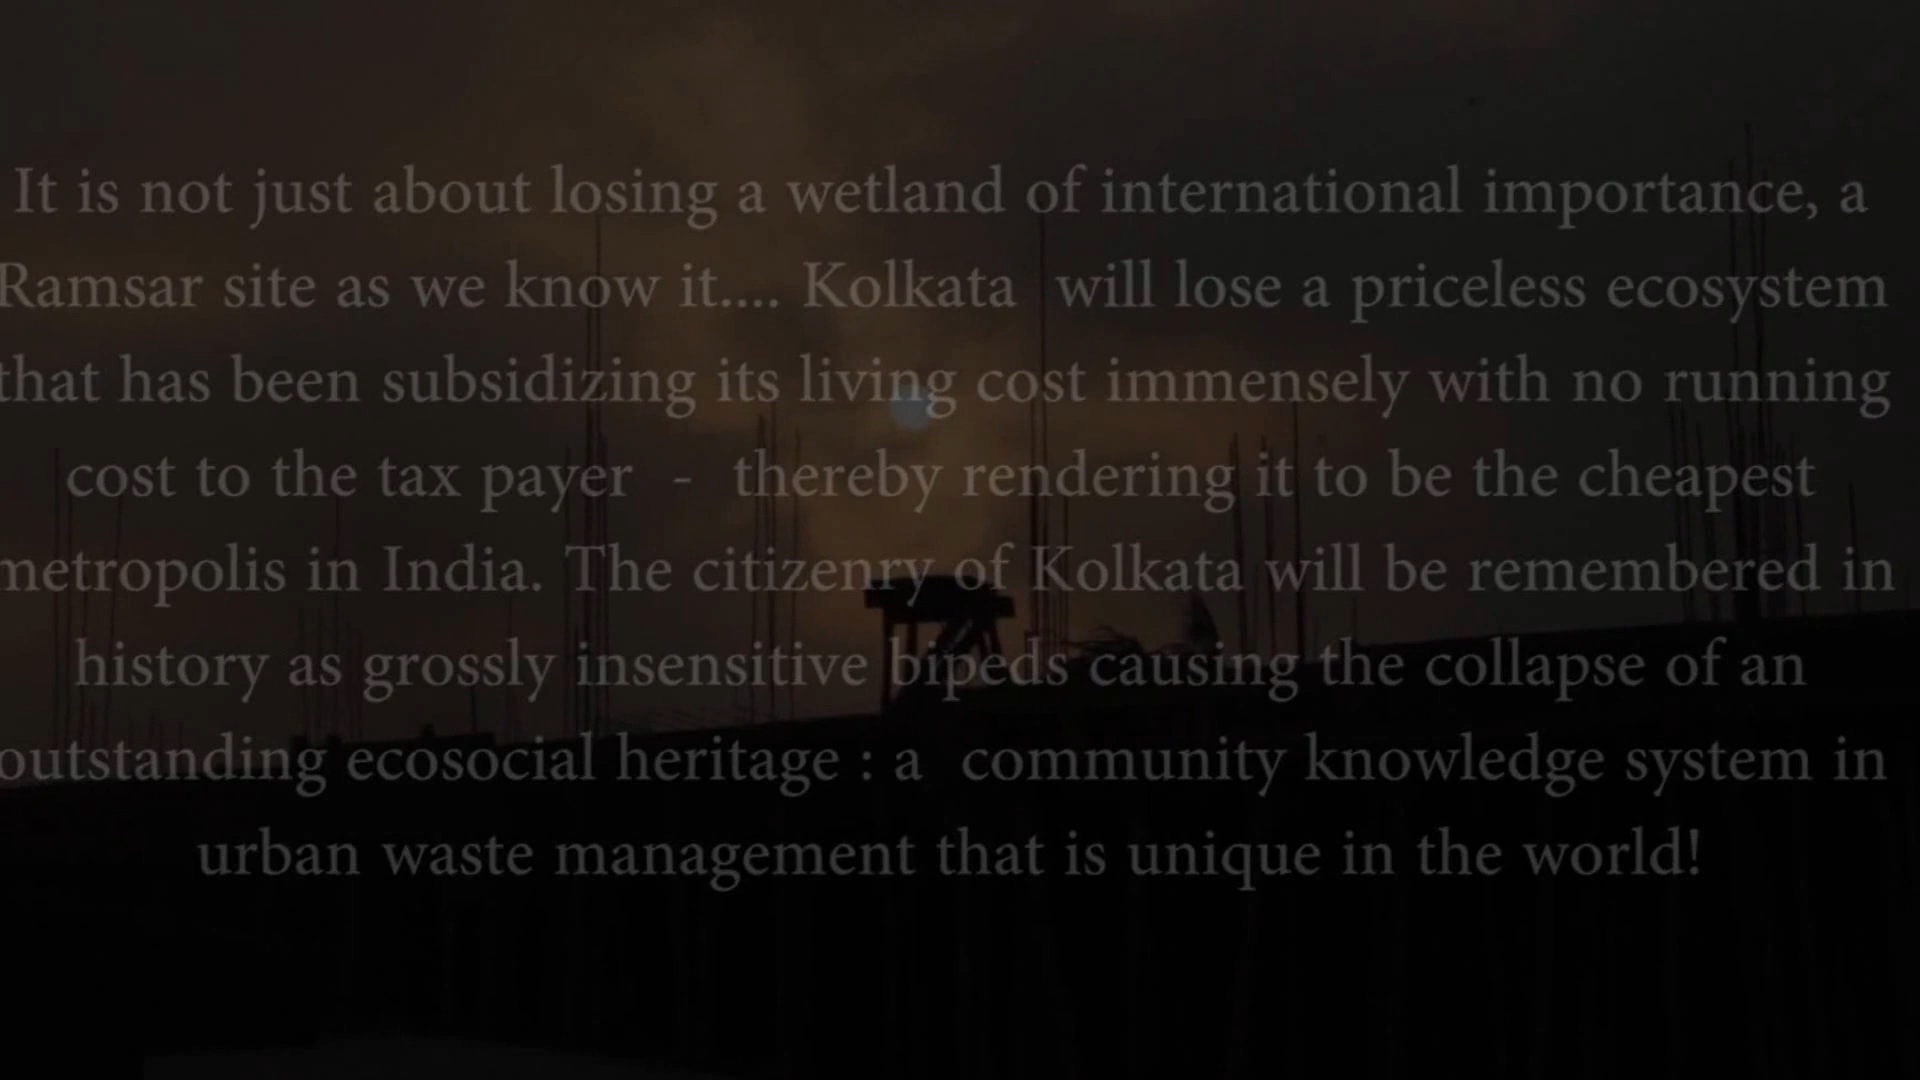 It is not just about losing a wetland of international importance, a
Ramsar site as we know it.... Kolkata will lose a priceless ecosystem
that has been subsidizing its living cost immensely with no running
cost to the tax payer - thereby rendering it to be the cheapest
metropolis in India. The citizenry of Kolkata will be remembered in
history as grossly insensitive bipeds causing the collapse of an
outstanding ecosocial heritage : a community knowledge system in
urban waste management that is unique in the world!